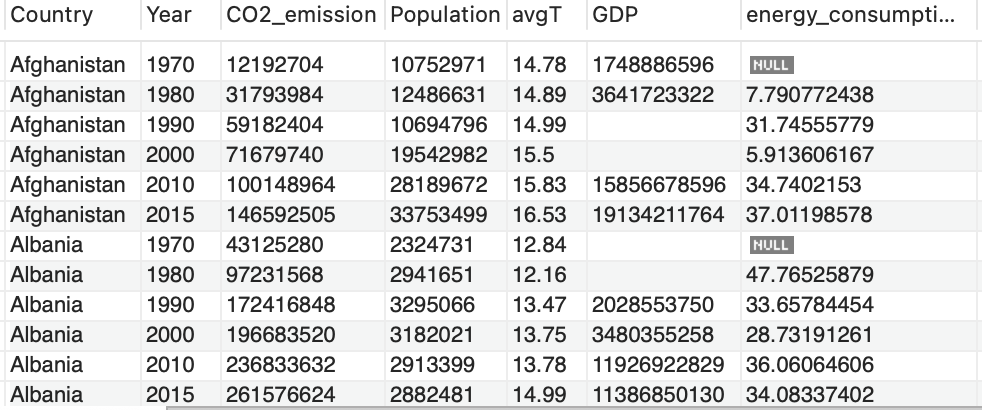 Country Year CO2_emission Population avgT GDP energy_consumpti...
Afghanistan 1970 12192704 10752971 14.78 1748886596 NULL
Afghanistan 1980 31793984 12486631 14.89 3641723322 7.790772438
Afghanistan 1990 59182404 10694796 14.99 31.74555779
Afghanistan 2000 71679740 19542982 15.5 5.913606167
Afghanistan 2010 100148964 28189672 15.83 15856678596 34.7402153
Afghanistan 2015 146592505 33753499 16.53 19134211764 37.01198578
Albania 1970 43125280 2324731 12.84 NULL
Albania 1980 97231568 2941651 12.16 47.76525879
Albania 1990 172416848 3295066 13.47 2028553750 33.65784454
Albania 2000 196683520 3182021 13.75 3480355258 28.73191261
Albania 2010 236833632 2913399 13.78 11926922829 36.06064606
Albania 2015 261576624 2882481 14.99 11386850130 34.08337402